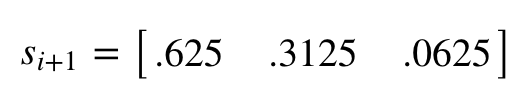 s_{i+1} = [.625 .3125 .0625]